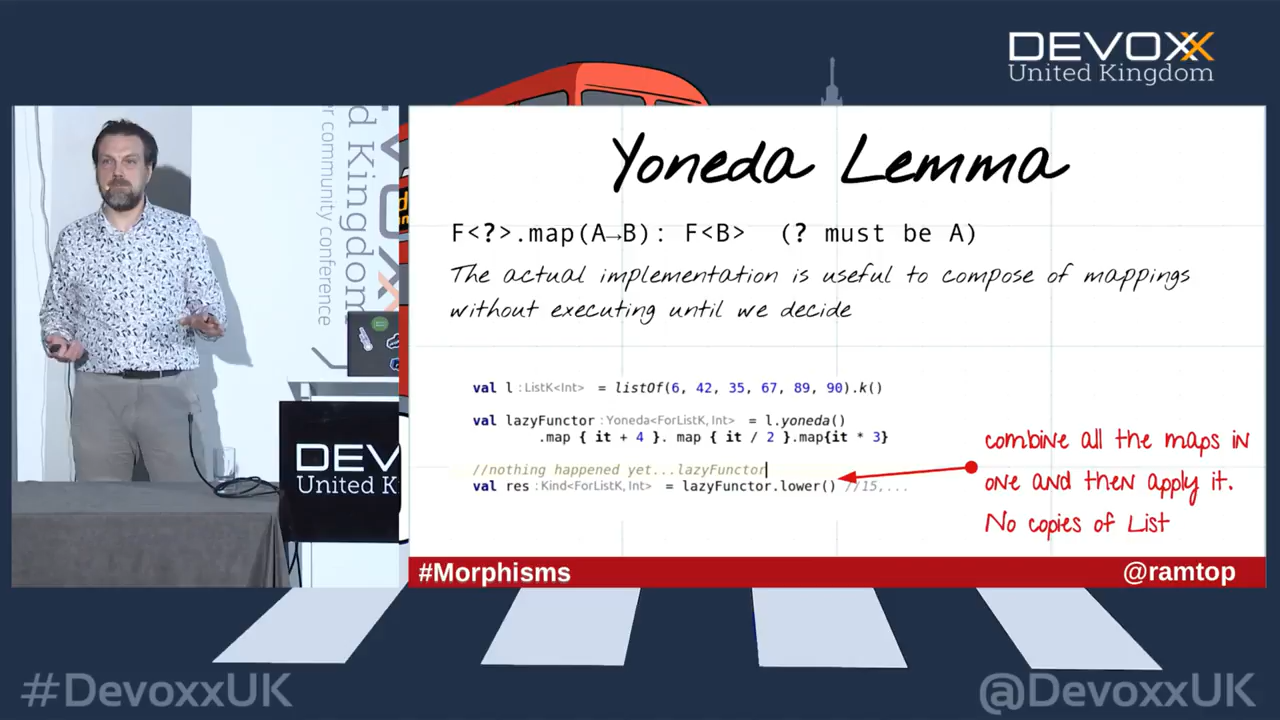 DEVOXX
United Kingdom
d Kingdom
r community conference
Yoneda Lemma
F<?>.map(A→B): F<B> (? must be A)
The actual implementation is useful to compose of mappings
without executing until we decide
val l : ListK<Int> = listOf(6, 42, 35, 67, 89, 90).k()
val lazyFunctor : Yoneda<ForListK, Int> = l.yoneda()
.map { it + 4 }. map { it / 2 }.map{it * 3}
//nothing happened yet...lazyFunctor
val res : Kind<ForListK, Int> = lazyFunctor.lower() //15,...
combine all the maps in
one and then apply it.
No copies of List
DEV
United K
#Morphisms
@ramtop
#DevoxxUK
@DevoxxUK